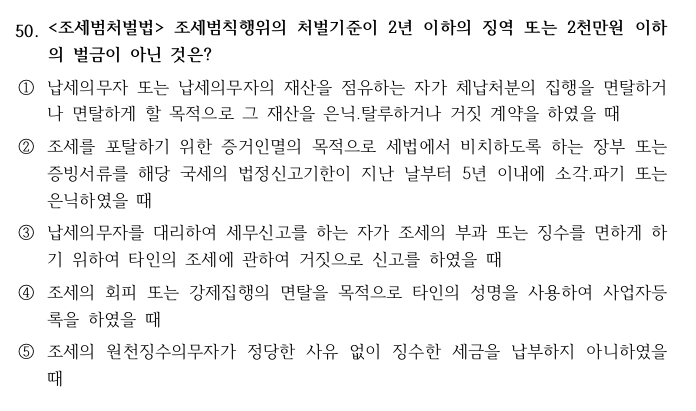 50. <조세범처벌법> 조세범칙행위의 처벌기준이 2년 이하의 징역 또는 2천만원 이하
의 벌금이 아닌 것은?
① 납세의무자 또는 납세의무자의 재산을 점유하는 자가 체납처분의 집행을 면탈하거
나 면탈하게 할 목적으로 그 재산을 은닉.탈루하거나 거짓 계약을 하였을 때
② 조세를 포탈하기 위한 증거인멸의 목적으로 세법에서 비치하도록 하는 장부 또는
증빙서류를 해당 국세의 법정신고기한이 지난 날부터 5년 이내에 소각.파기 또는
은닉하였을 때
③ 납세의무자를 대리하여 세무신고를 하는 자가 조세의 부과 또는 징수를 면하게 하
기 위하여 타인의 조세에 관하여 거짓으로 신고를 하였을 때
④ 조세의 회피 또는 강제집행의 면탈을 목적으로 타인의 성명을 사용하여 사업자등
록을 하였을 때
⑤ 조세의 원천징수의무자가 정당한 사유 없이 징수한 세금을 납부하지 아니하였을
때